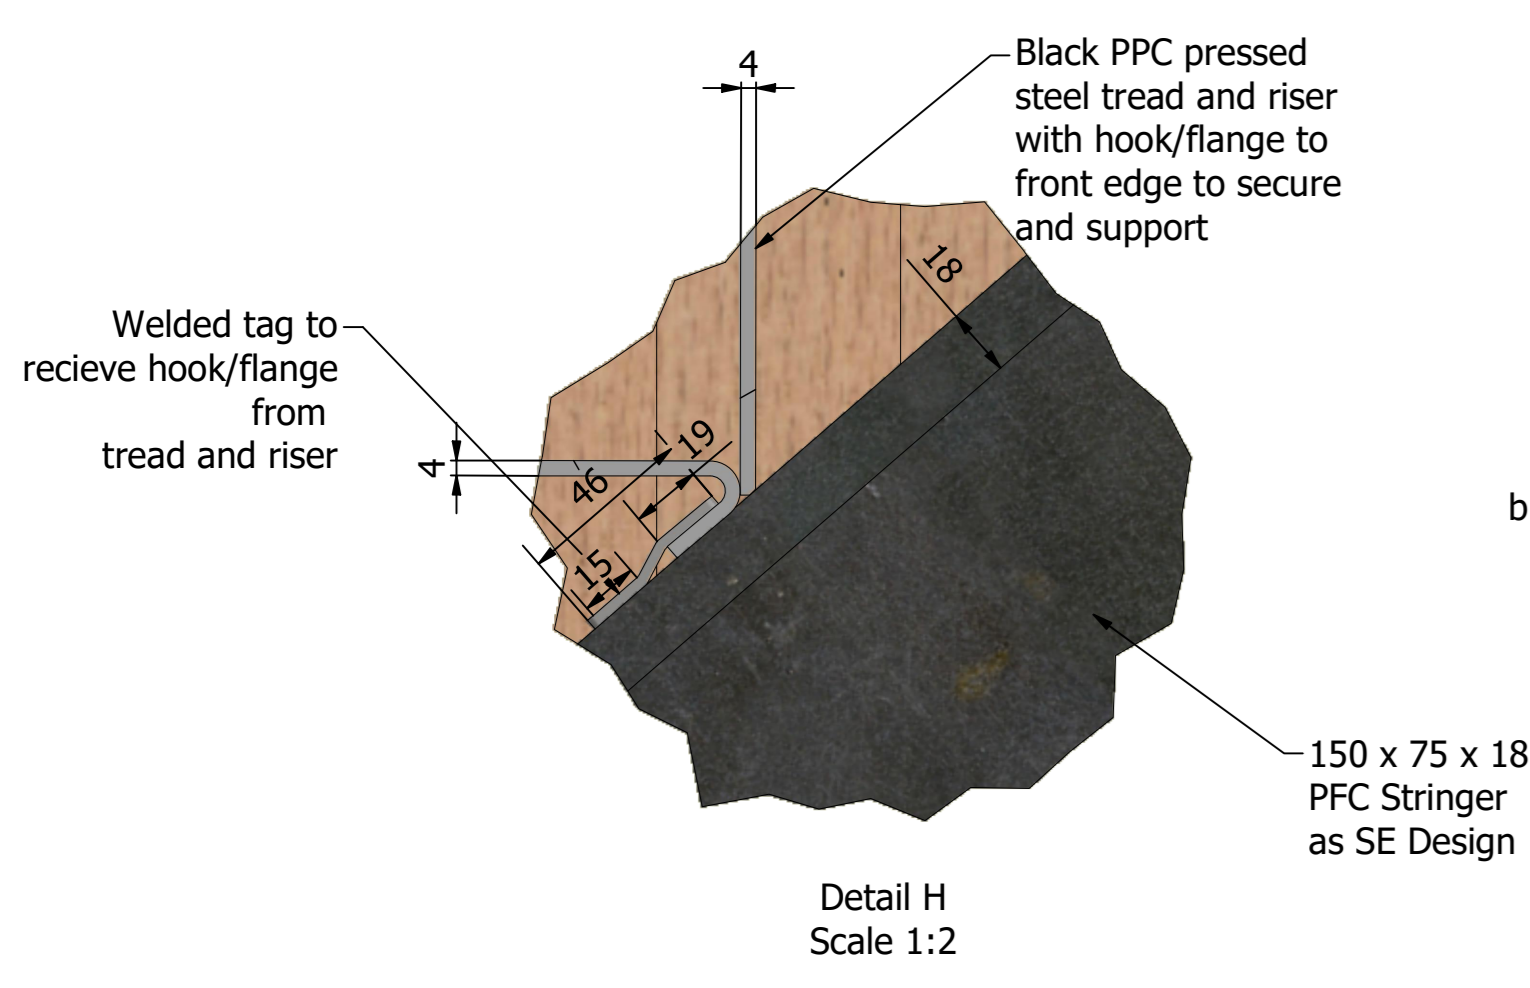 4
Black PPC pressed
steel tread and riser
with hook/flange to
front edge to secure
and support
18
Welded tag to
recieve hook/flange
from
tread and riser
4
19
46
15
b
150 x 75 x 18
PFC Stringer
as SE Design
Detail H
Scale 1:2